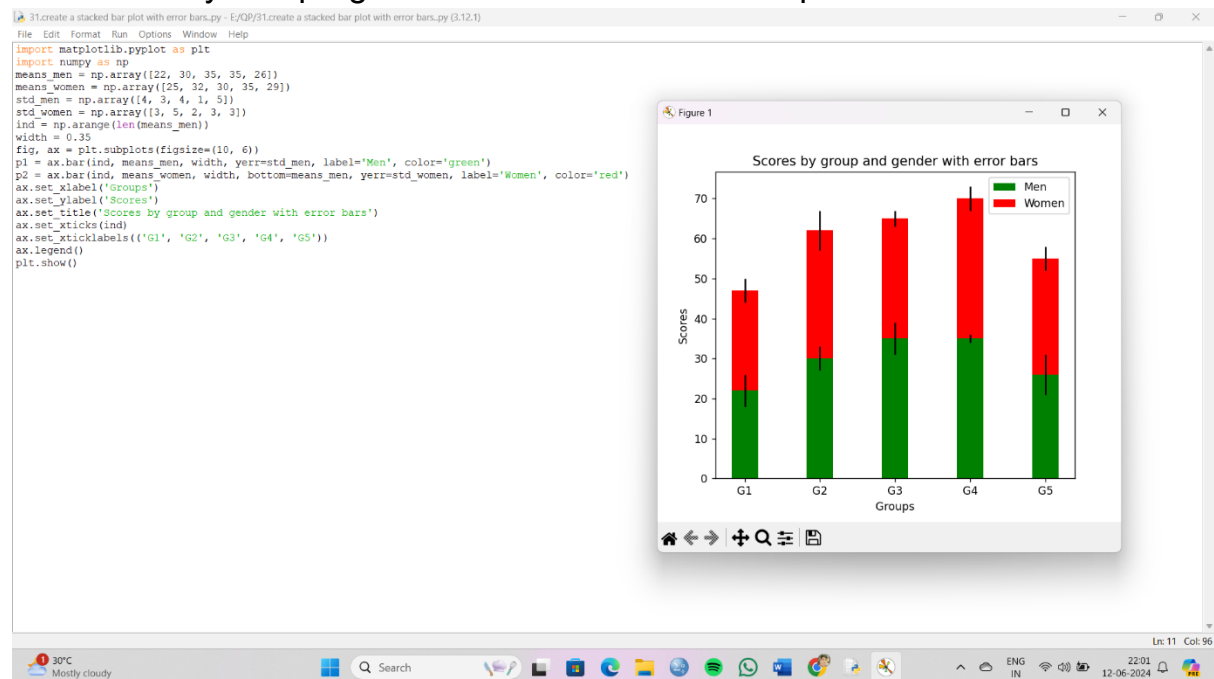 31.create a stacked bar plot with error bars..py - E:/QP/31.create a stacked bar plot with error bars..py (3.12.1)
File Edit Format Run Options Window Help
import matplotlib.pyplot as plt
import numpy as np
means_men = np.array([22, 30, 35, 35, 26])
means_women = np.array([25, 32, 30, 35, 29])
std_men = np.array([4, 3, 4, 1, 5])
std_women = np.array([3, 5, 2, 3, 3])
ind = np.arange(len(means_men))
width = 0.35
fig, ax = plt.subplots(figsize=(10, 6))
p1 = ax.bar(ind, means_men, width, yerr=std_men, label='Men', color='green')
p2 = ax.bar(ind, means_women, width, bottom=means_men, yerr=std_women, label='Women', color='red')
ax.set_xlabel('Groups')
ax.set_ylabel('Scores')
ax.set_title('Scores by group and gender with error bars')
ax.set_xticks(ind)
ax.set_xticklabels(('G1', 'G2', 'G3', 'G4', 'G5'))
ax.legend()
plt.show()
Figure 1
Scores by group and gender with error bars
Men
Women
70
60
50
40
30
20
10
0
Scores
G1 G2 G3 G4 G5
Groups
Ln: 11 Col: 96
1
30°C
Mostly cloudy
Search
ENG
IN
22:01
12-06-2024
PRE